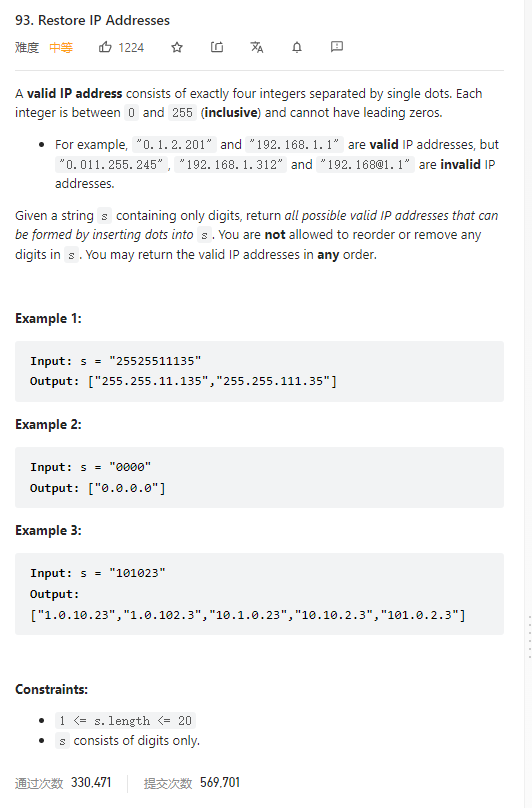 93. Restore IP Addresses
难度 中等 1224
A valid IP address consists of exactly four integers separated by single dots. Each
integer is between 0 and 255 (inclusive) and cannot have leading zeros.
• For example, "0.1.2.201" and "192.168.1.1" are valid IP addresses, but
"0.011.255.245", "192.168.1.312" and "192.168@1.1" are invalid IP
addresses.
Given a string s containing only digits, return all possible valid IP addresses that can
be formed by inserting dots into s. You are not allowed to reorder or remove any
digits in s. You may return the valid IP addresses in any order.
Example 1:
Input: s = "25525511135"
Output: ["255.255.11.135","255.255.111.35"]
Example 2:
Input: s = "0000"
Output: ["0.0.0.0"]
Example 3:
Input: s = "101023"
Output:
["1.0.10.23","1.0.102.3","10.1.0.23","10.10.2.3","101.0.2.3"]
Constraints:
• 1 <= s.length <= 20
• s consists of digits only.
通过次数 330,471 提交次数 569,701